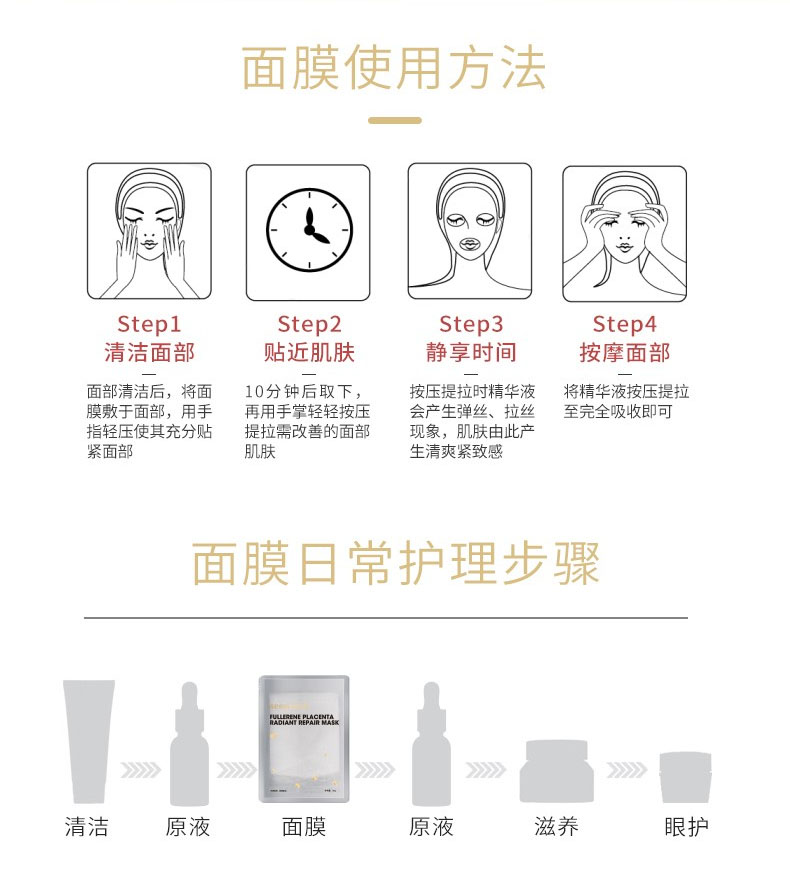 面膜使用方法
Step1
清洁面部
面部清洁后，将面
膜敷于面部，用手
指轻压使其充分贴
紧面部
Step2
贴近肌肤
10分钟后取下，
再用手掌轻轻按压
提拉需改善的面部
肌肤
Step3
静享时间
按压提拉时精华液
会产生弹丝、拉丝
现象，肌肤由此产
生清爽紧致感
Step4
按摩面部
将精华液按压提拉
至完全吸收即可
面膜日常护理步骤
FULLERENE PLACENTA
RADIANT REPAIR MASK
清洁
原液
面膜
原液
滋养
眼护